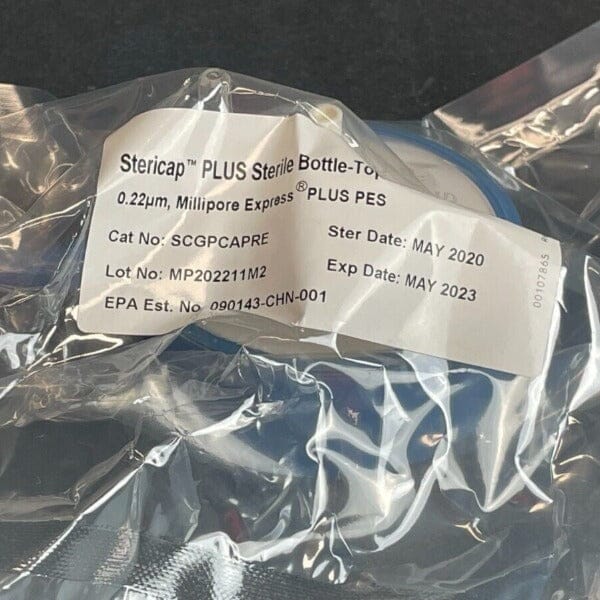 Stericap™ PLUS Sterile Bottle-To
0.22µm, Millipore Express®PLUS PES
Cat No: SCGPCAPRE
Ster Date: MAY 2020
Lot No: MP202211M2
Exp Date: MAY 2023
EPA Est. No 090143-CHN-001
00107865